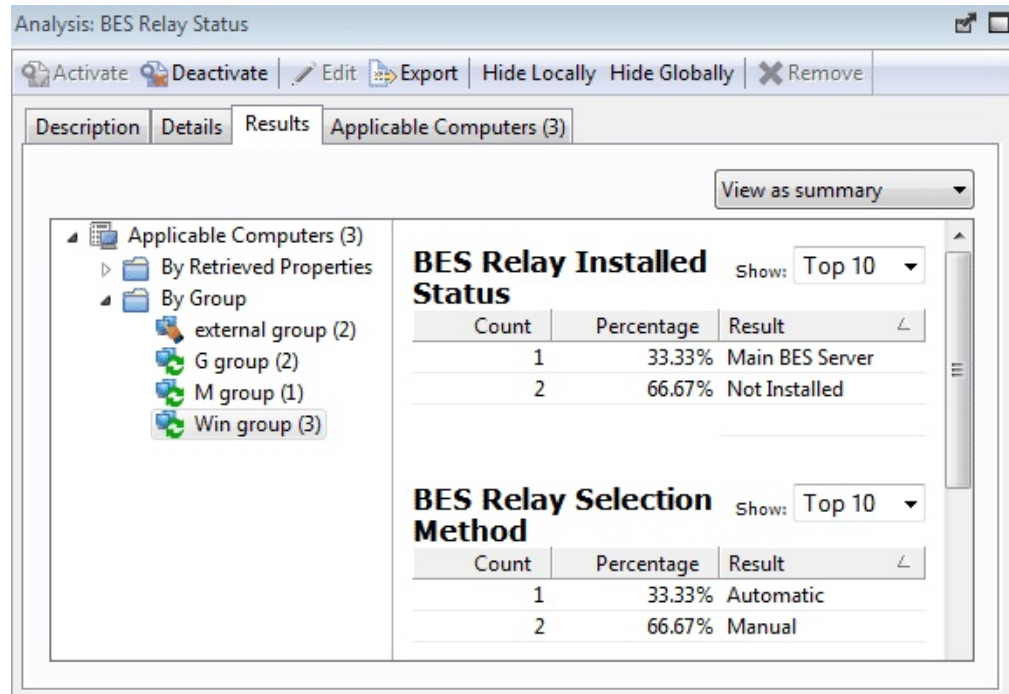 Analysis: BES Relay Status
Activate Deactivate Edit Export Hide Locally Hide Globally Remove
Description Details Results Applicable Computers (3)
View as summary
Applicable Computers (3)
By Retrieved Properties
By Group
external group (2)
G group (2)
M group (1)
Win group (3)
BES Relay Installed
Status
Show: Top 10
Count Percentage Result
1 33.33% Main BES Server
2 66.67% Not Installed
BES Relay Selection
Method
Show: Top 10
Count Percentage Result
1 33.33% Automatic
2 66.67% Manual